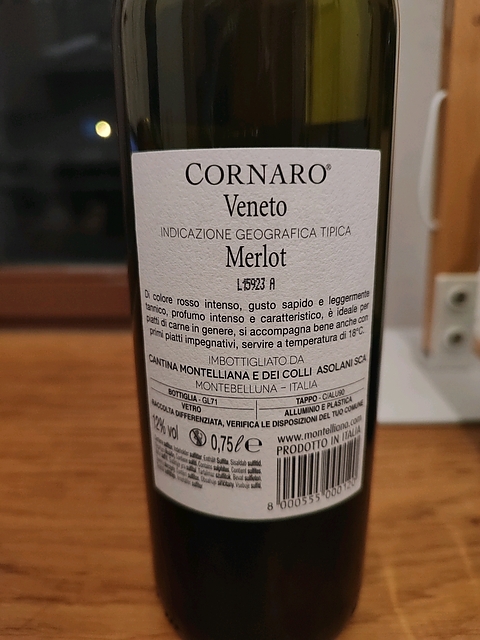 CORNARO®
Veneto
INDICAZIONE GEOGRAFICA TIPICA
Merlot
L15923 A
Di colore rosso intenso, gusto sapido e leggermente
tannico, profumo intenso e caratteristico, è ideale per
piatti di carne in genere, si accompagna bene anche con
primi piatti impegnativi, servire a temperatura di 18°C.
IMBOTTIGLIATO DA
CANTINA MONTELLIANA E DEI COLLI ASOLANI SCA
MONTEBELLUNA - ITALIA
BOTTIGLIA - GL71 TAPPO - C/ALU90
VETRO ALLUMINIO E PLASTICA
RACCOLTA DIFFERENZIATA, VERIFICA LE DISPOSIZIONI DEL TUO COMUNE
12% vol 0,75 ℓ e
www.montelliana.com
PRODOTTO IN ITALIA
8 000555 000